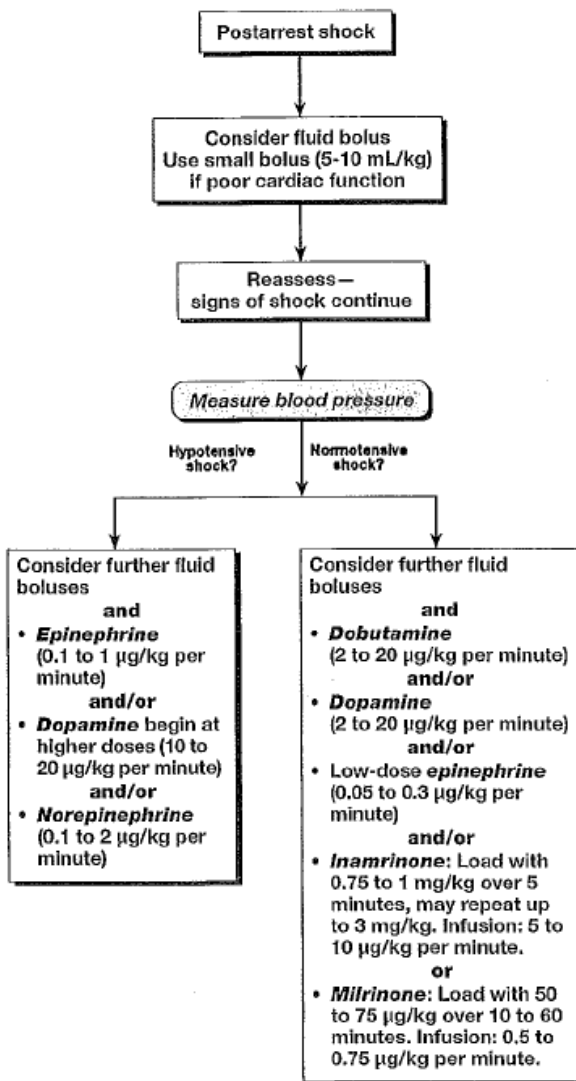 Postarrest shock
Consider fluid bolus
Use small bolus (5-10 mL/kg)
if poor cardiac function
Reassess—
signs of shock continue
Measure blood pressure
Hypotensive
shock?
Normotensive
shock?
Consider further fluid
boluses
and
• Epinephrine
(0.1 to 1 µg/kg per
minute)
and/or
• Dopamine begin at
higher doses (10 to
20 µg/kg per minute)
and/or
• Norepinephrine
(0.1 to 2 µg/kg per
minute)
Consider further fluid
boluses
and
• Dobutamine
(2 to 20 µg/kg per minute)
and/or
• Dopamine
(2 to 20 µg/kg per minute)
and/or
• Low-dose epinephrine
(0.05 to 0.3 µg/kg per
minute)
and/or
• Inamrinone: Load with
0.75 to 1 mg/kg over 5
minutes, may repeat up
to 3 mg/kg. Infusion: 5 to
10 µg/kg per minute.
or
• Milrinone: Load with 50
to 75 µg/kg over 10 to 60
minutes. Infusion: 0.5 to
0.75 µg/kg per minute.